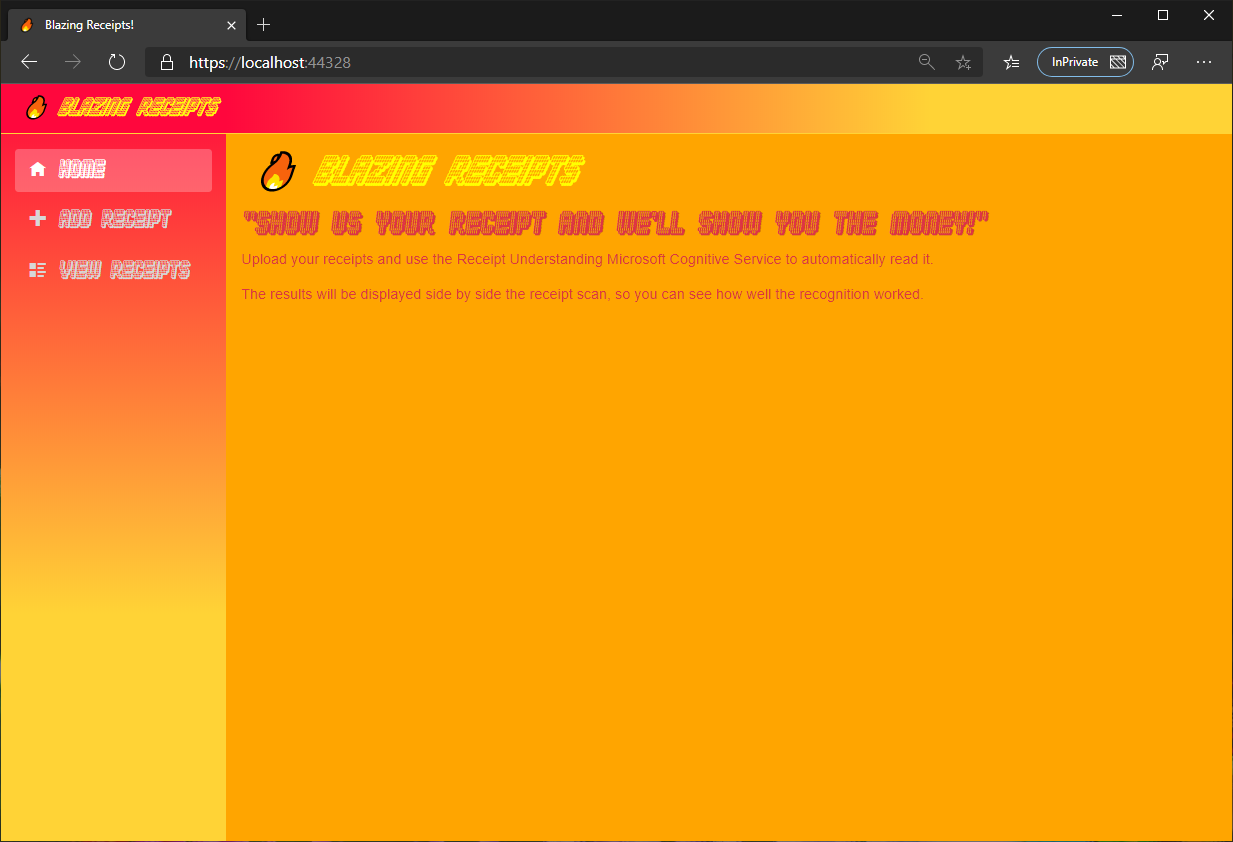 Blazing Receipts!
https://localhost:44328
InPrivate
BLAZING RECEIPTS
HOME
ADD RECEIPT
VIEW RECEIPTS
BLAZING RECEIPTS
"SHOW US YOUR RECEIPT AND WE'LL SHOW YOU THE MONEY!"
Upload your receipts and use the Receipt Understanding Microsoft Cognitive Service to automatically read it.
The results will be displayed side by side the receipt scan, so you can see how well the recognition worked.